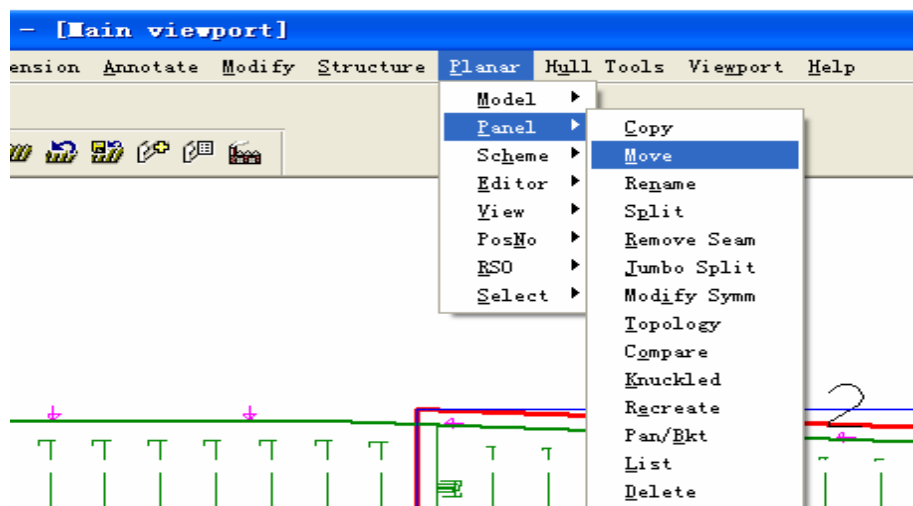 - [Main viewport]
ension Annotate Modify Structure Planar Hull Tools Viewport Help
Model
Panel
Scheme
Editor
View
PosNo
RSO
Select
Copy
Move
Rename
Split
Remove Seam
Jumbo Split
Modify Symm
Topology
Compare
Knuckled
Recreate
Pan/Bkt
List
Delete
2